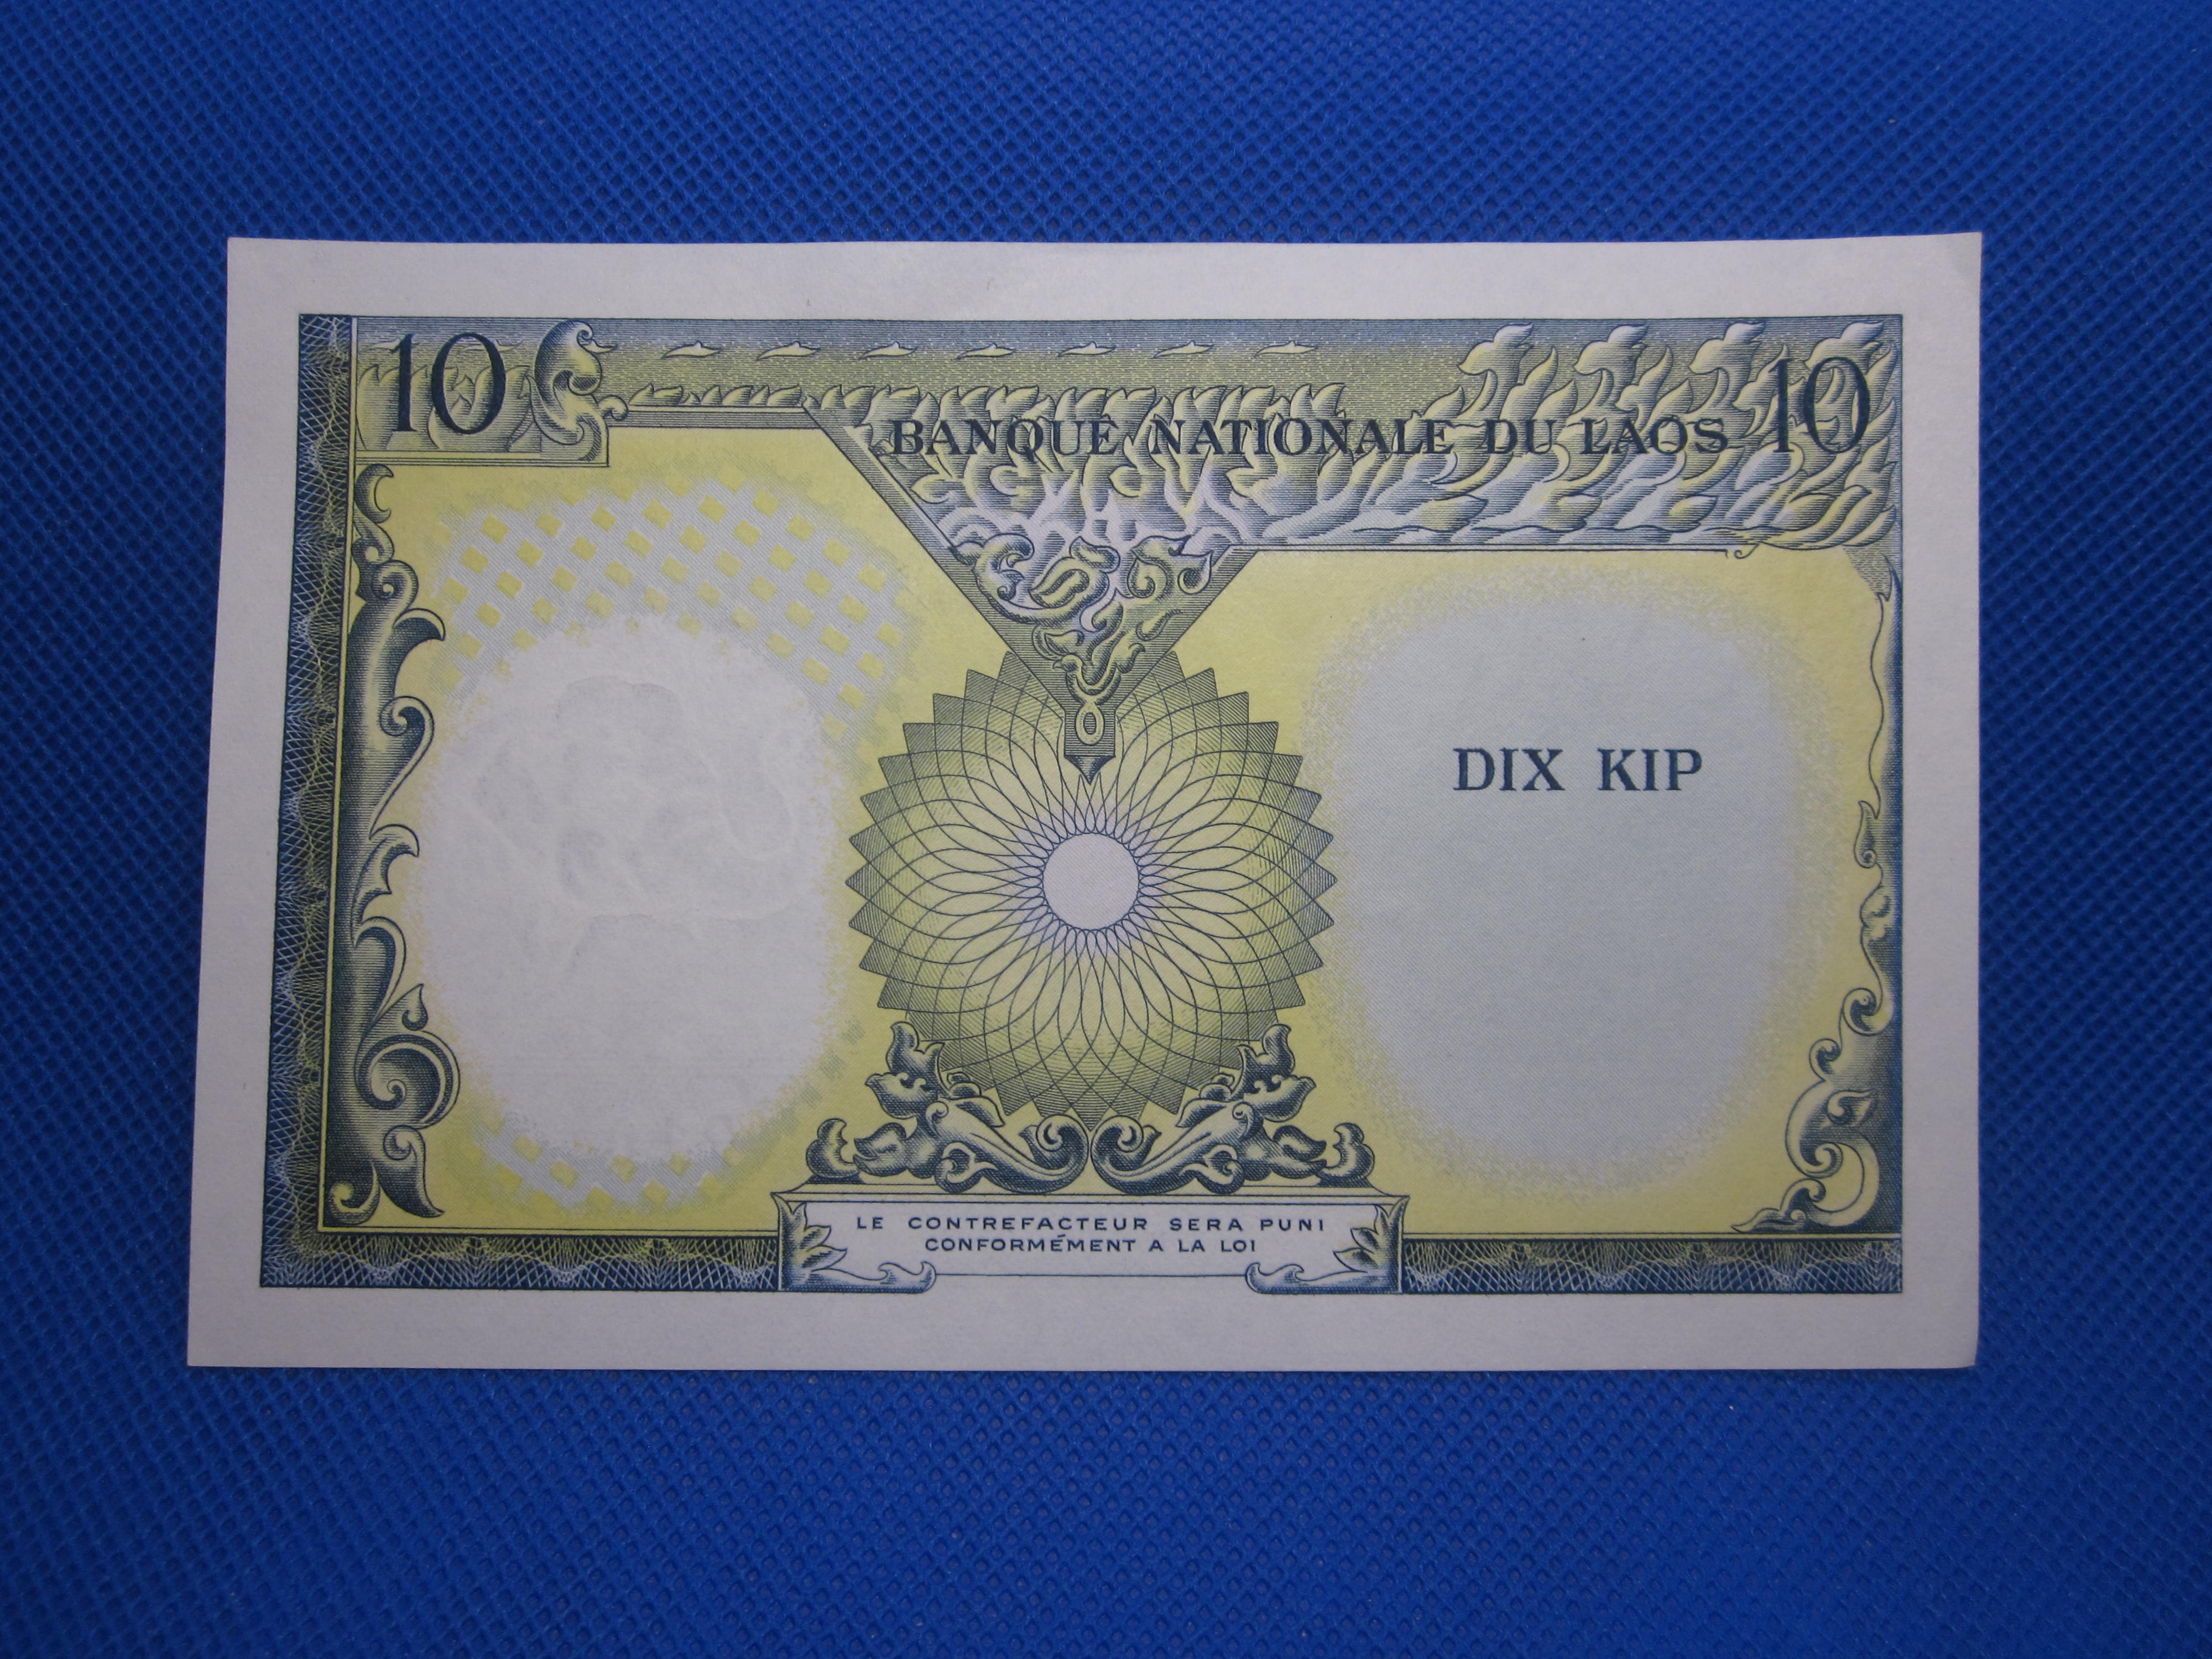 10
BANQUE NATIONALE DU LAOS 10
DIX KIP
LE CONTREFACTEUR SERA PUNI
CONFORMÉMENT A LA LOI